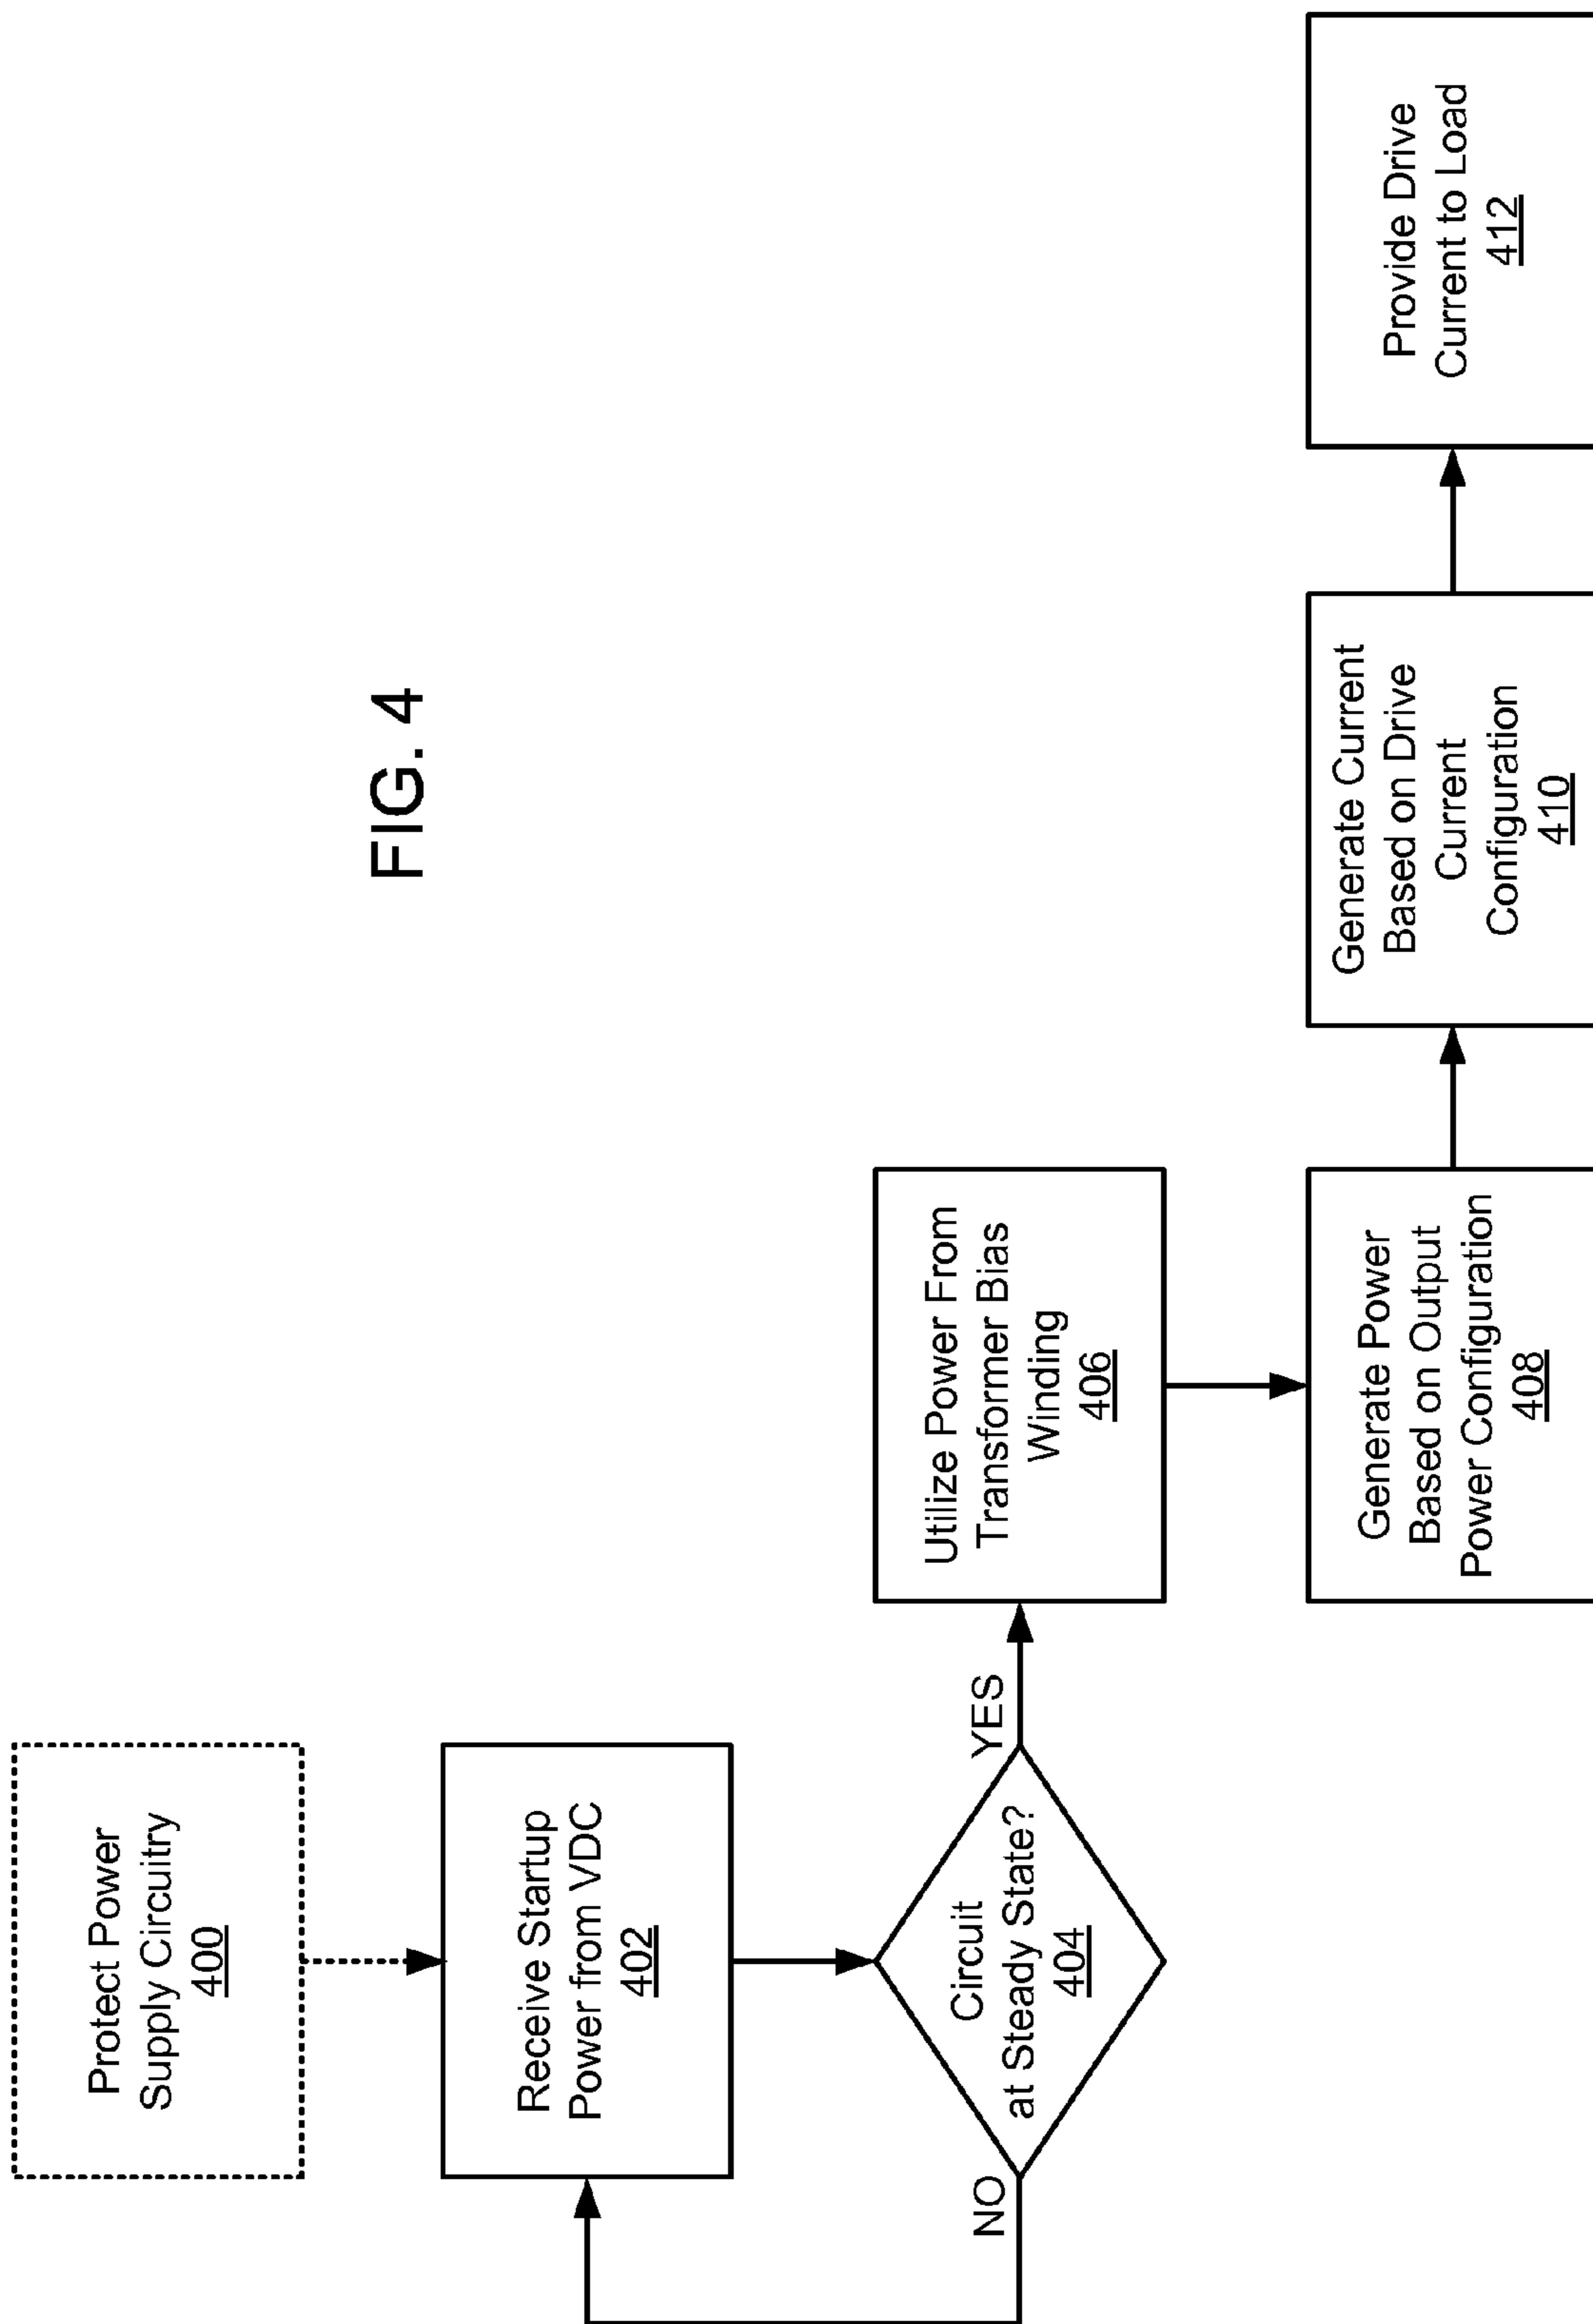 Protect Power
Supply Circuitry
400
Receive Startup
Power from VDC
402
Circuit
at Steady State?
404
NO
YES
Utilize Power From
Transformer Bias
Winding
406
Generate Power
Based on Output
Power Configuration
408
Generate Current
Based on Drive
Current
Configuration
410
Provide Drive
Current to Load
412
FIG. 4